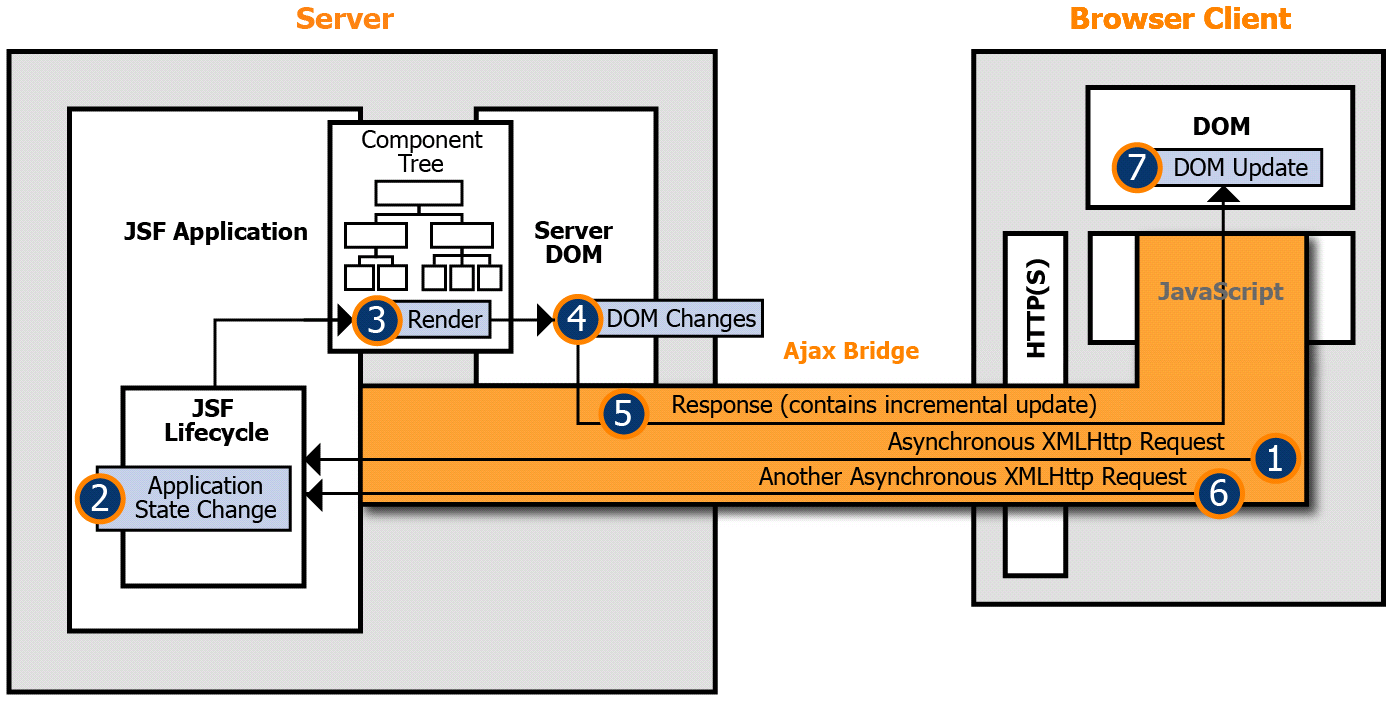 Server
Browser Client
Component
Tree
DOM
7
DOM Update
JSF Application
Server
DOM
HTTP(S)
JavaScript
3
Render
4
DOM Changes
Ajax Bridge
JSF
Lifecycle
5
Response (contains incremental update)
Asynchronous XMLHttp Request
1
Another Asynchronous XMLHttp Request
6
2
Application
State Change